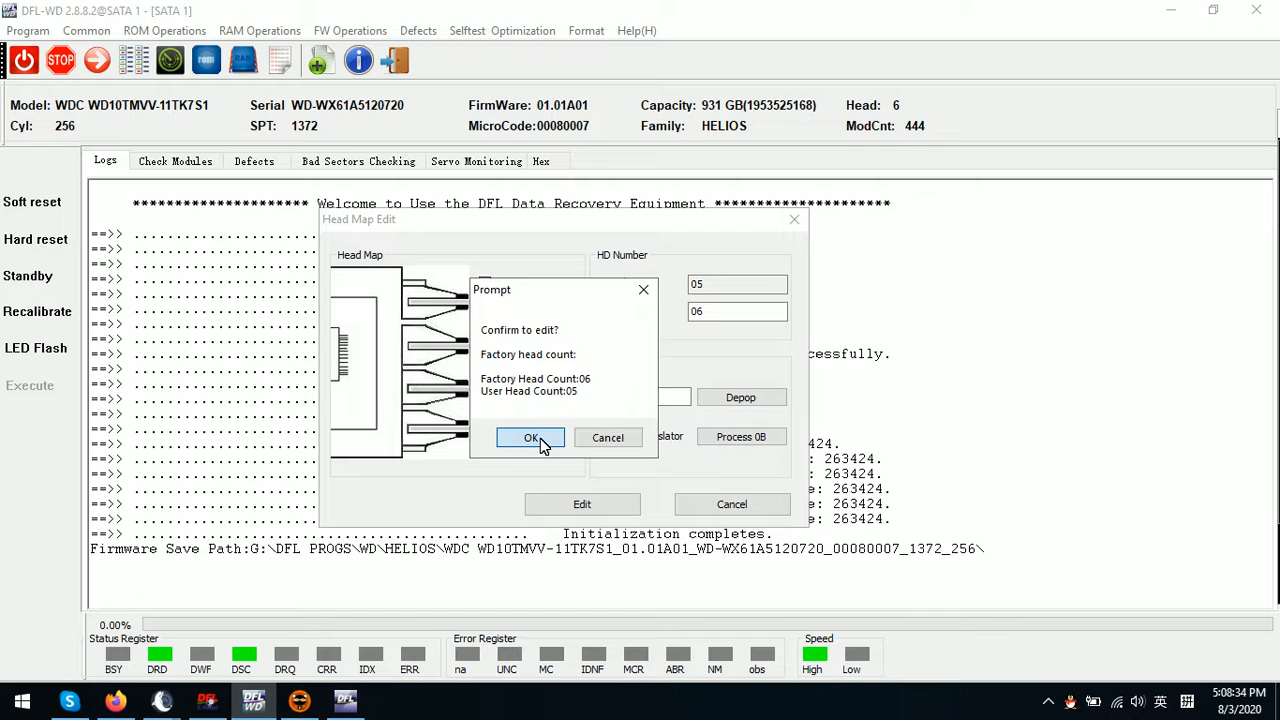 DFL-WD 2.8.8.2@SATA 1 - [SATA 1]
Program Common ROM Operations RAM Operations FW Operations Defects Selftest Optimization Format Help(H)
STOP rom
Model: WDC WD10TMVV-11TK7S1 Serial WD-WX61A5120720 FirmWare: 01.01A01 Capacity: 931 GB(1953525168) Head: 6
Cyl: 256 SPT: 1372 MicroCode:00080007 Family: HELIOS ModCnt: 444
Logs Check Modules Defects Bad Sectors Checking Servo Monitoring Hex
Soft reset
Hard reset
Standby
Recalibrate
LED Flash
Execute
******************** Welcome to Use the DFL Data Recovery Equipment ********************
Head Map Edit
Head Map HD Number
05
06
Prompt
Confirm to edit?
Factory head count:
Factory Head Count:06
User Head Count:05
OK Cancel
cessfully.
Depop
slator Process 0B
424.
: 263424.
: 263424.
e: 263424.
e: 263424.
e: 263424.
Edit Cancel
==>> .................................................... Initialization completes.
Firmware Save Path:G:\DFL PROGS\WD\HELIOS\WDC WD10TMVV-11TK7S1_01.01A01_WD-WX61A5120720_00080007_1372_256\
0.00%
Status Register Error Register Speed
BSY DRD DWF DSC DRQ CRR IDX ERR na UNC MC IDNF MCR ABR NM obs High Low
DFL WD DFL
英 拼
5:08:34 PM
8/3/2020